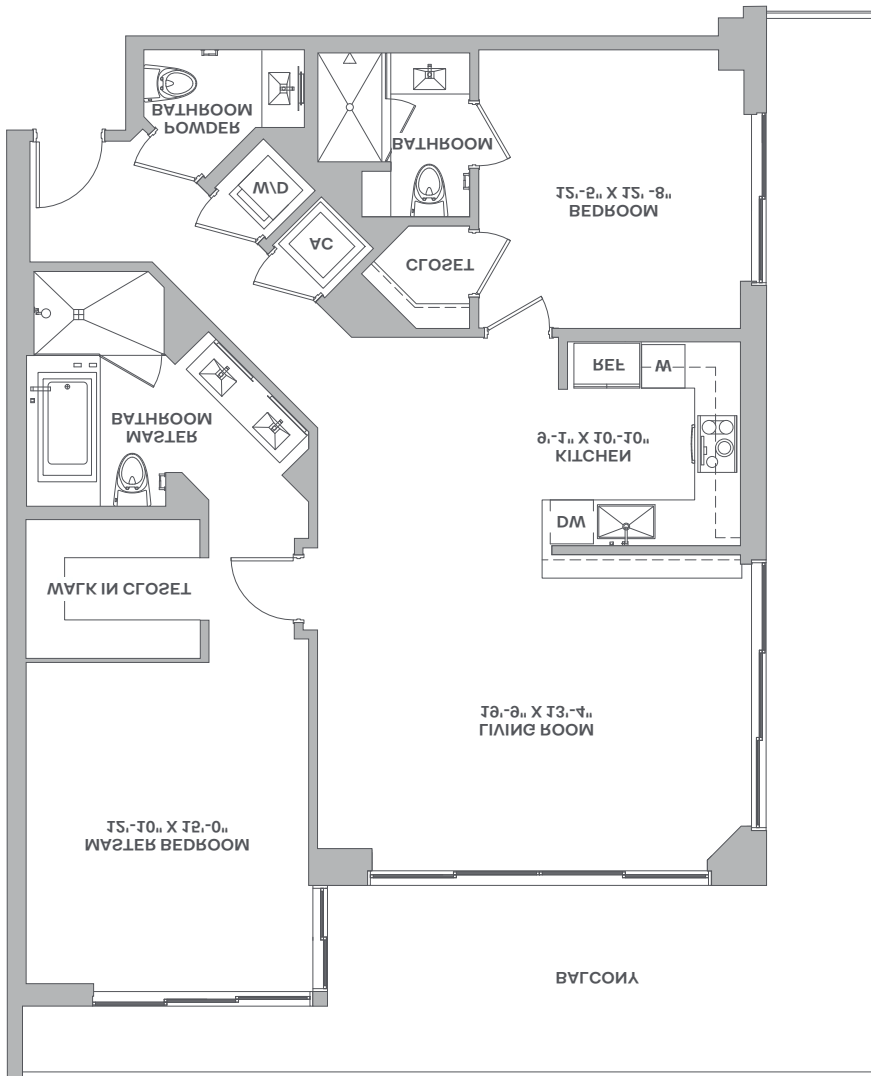 BALCONY
MASTER BEDROOM
12'-10" X 15'-0"
LIVING ROOM
19'-9" X 13'-4"
WALK IN CLOSET
DW
KITCHEN
9'-1" X 10'-10"
MASTER
BATHROOM
REF
W
CLOSET
AC
BEDROOM
12'-5" X 12' -8"
W/D
BATHROOM
POWDER
BATHROOM